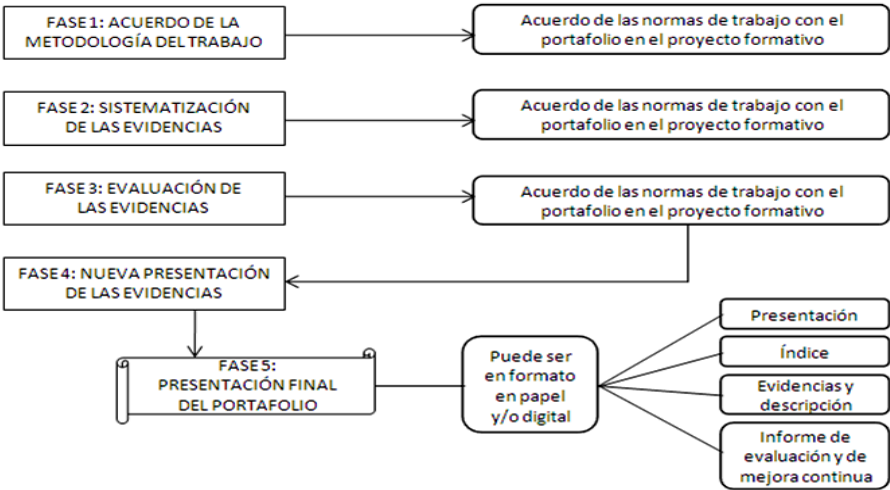 FASE 1: ACUERDO DE LA
METODOLOGÍA DEL TRABAJO
Acuerdo de las normas de trabajo con el
portafolio en el proyecto formativo
FASE 2: SISTEMATIZACIÓN
DE LAS EVIDENCIAS
Acuerdo de las normas de trabajo con el
portafolio en el proyecto formativo
FASE 3: EVALUACIÓN DE
LAS EVIDENCIAS
Acuerdo de las normas de trabajo con el
portafolio en el proyecto formativo
FASE 4: NUEVA PRESENTACIÓN
DE LAS EVIDENCIAS
FASE 5:
PRESENTACIÓN FINAL
DEL PORTAFOLIO
Puede ser
en formato
en papel
y/o digital
Presentación
Índice
Evidencias y
descripción
Informe de
evaluación y de
mejora continua